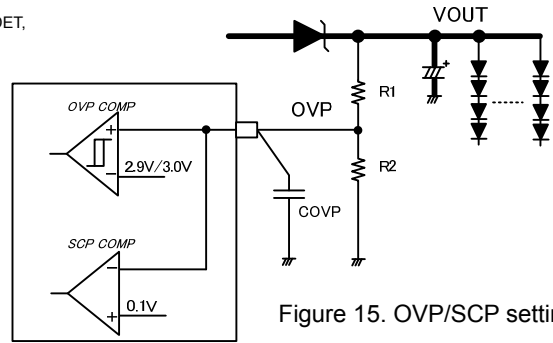 DET,
VOUT
OVP COMP
+
-
2.9V/3.0V
OVP
R1
+
R2
COVP
SCP COMP
-
+
0.1V
Figure 15. OVP/SCP settin